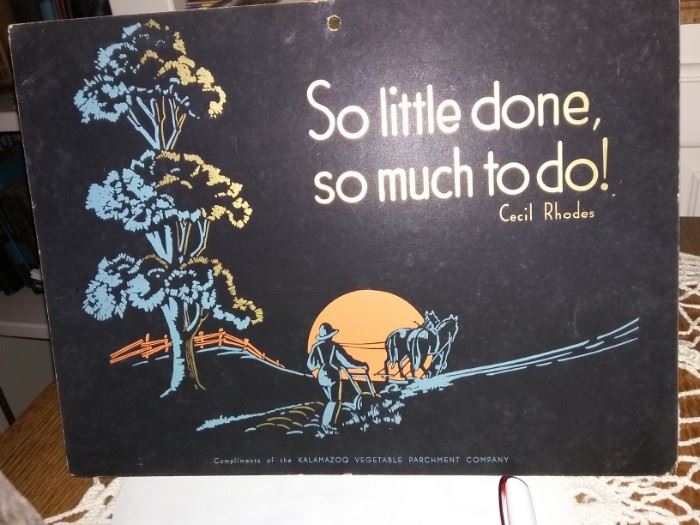 So little done,
so much to do!
Cecil Rhodes
Compliments of the KALAMAZOO VEGETABLE PARCHMENT COMPANY